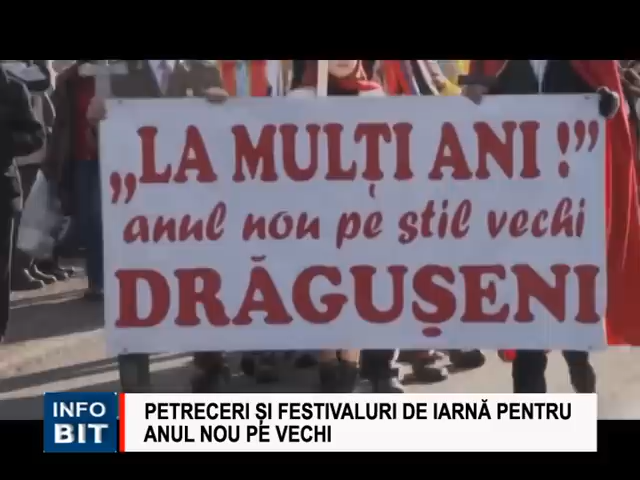 „LA MULȚI ANI !”
anul nou pe stil vechi
DRĂGUȘENI
INFO
BIT
PETRECERI ȘI FESTIVALURI DE IARNĂ PENTRU
ANUL NOU PE VECHI